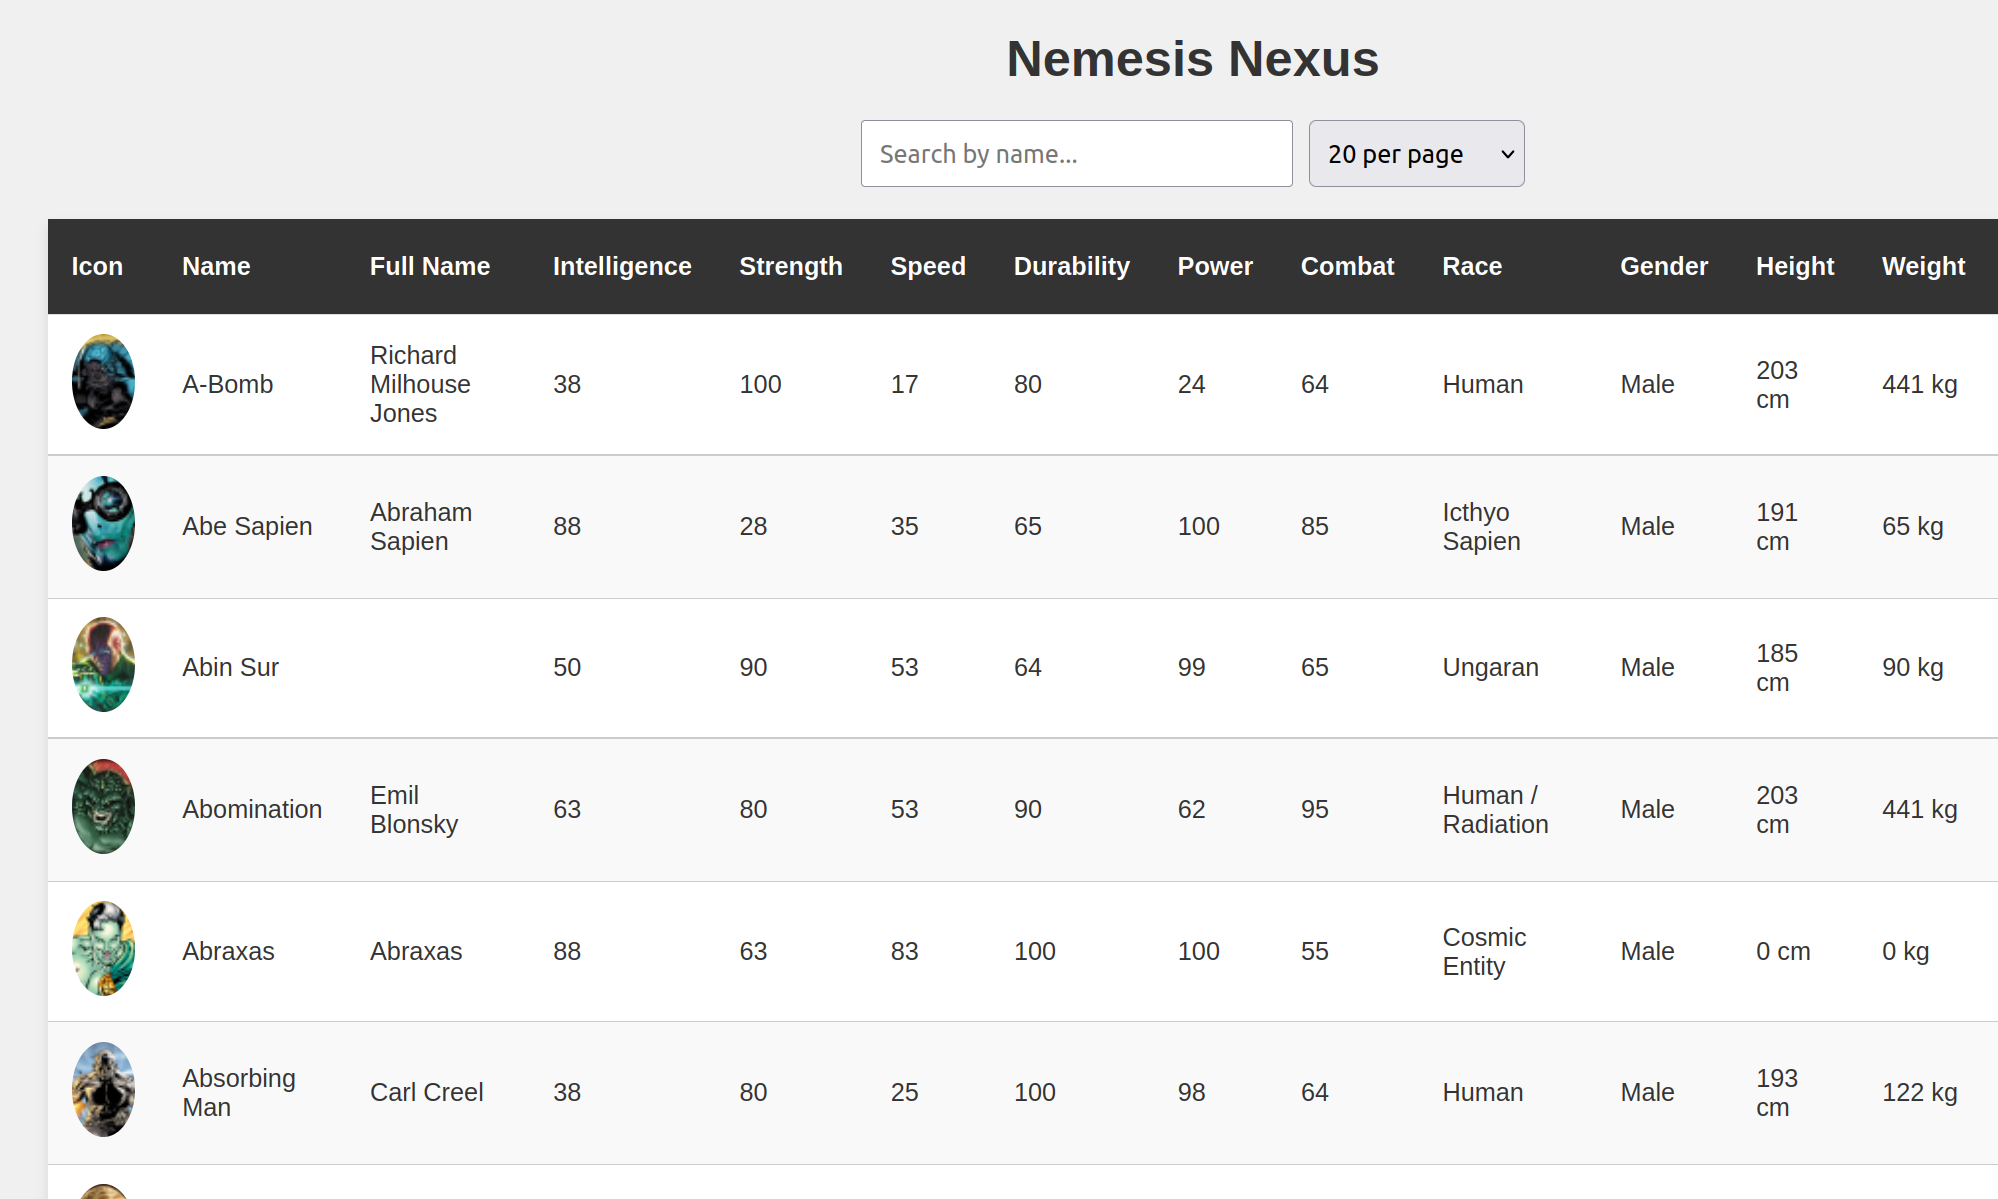 Nemesis Nexus
Search by name...
20 per page
Icon Name Full Name Intelligence Strength Speed Durability Power Combat Race Gender Height Weight
A-Bomb Richard Milhouse Jones 38 100 17 80 24 64 Human Male 203 cm 441 kg
Abe Sapien Abraham Sapien 88 28 35 65 100 85 Icthyo Sapien Male 191 cm 65 kg
Abin Sur 50 90 53 64 99 65 Ungaran Male 185 cm 90 kg
Abomination Emil Blonsky 63 80 53 90 62 95 Human / Radiation Male 203 cm 441 kg
Abraxas Abraxas 88 63 83 100 100 55 Cosmic Entity Male 0 cm 0 kg
Absorbing Man Carl Creel 38 80 25 100 98 64 Human Male 193 cm 122 kg